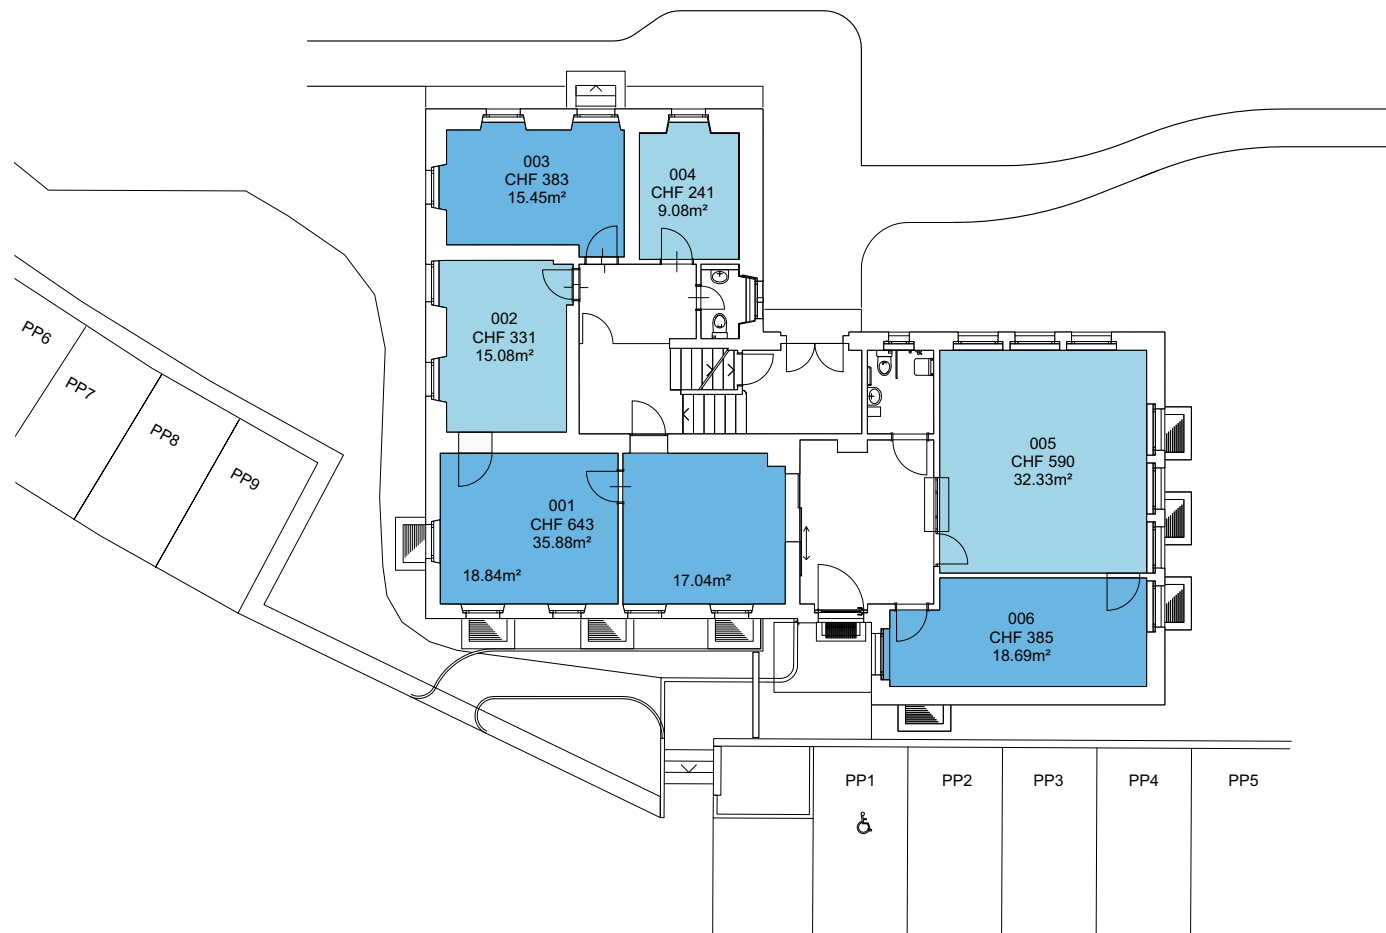 003
CHF 383
15.45m²
004
CHF 241
9.08m²
002
CHF 331
15.08m²
PP6
PP7
PP8
PP9
001
CHF 643
35.88m²
18.84m²
17.04m²
005
CHF 590
32.33m²
006
CHF 385
18.69m²
PP1
PP2
PP3
PP4
PP5